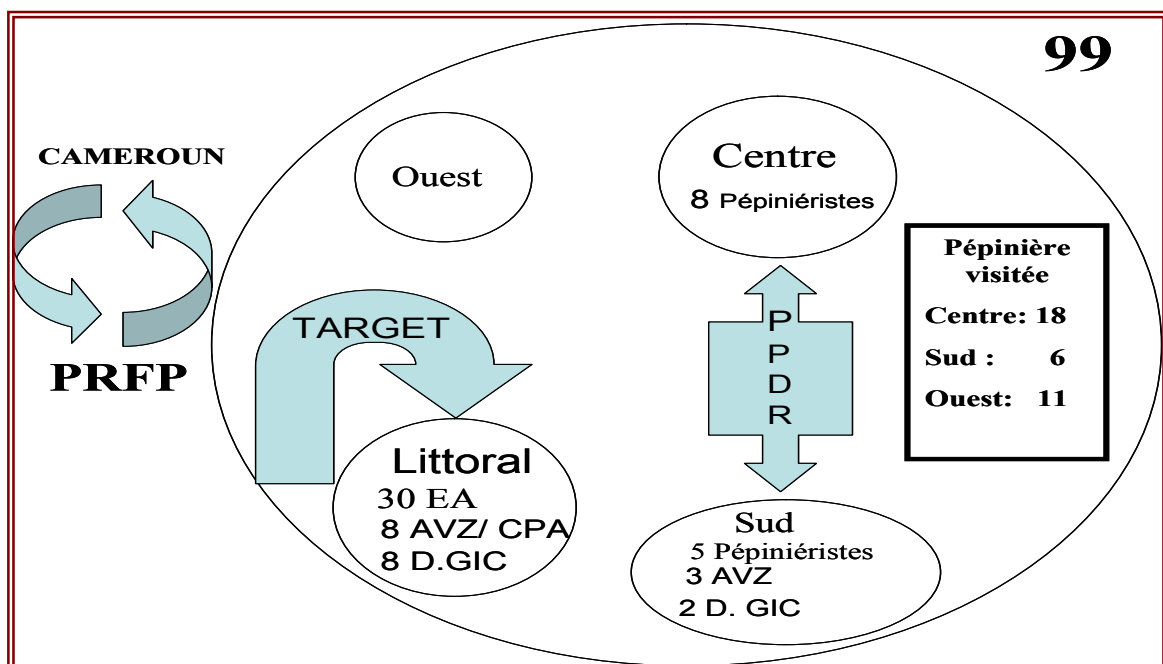 99
CAMEROUN
PRFP
Ouest
Centre
8 Pépiniéristes
TARGET
Littoral
30 EA
8 AVZ/ CPA
8 D.GIC
P
P
D
R
Sud
5 Pépiniéristes
3 AVZ
2 D. GIC
Pépinière
visitée
Centre: 18
Sud : 6
Ouest: 11